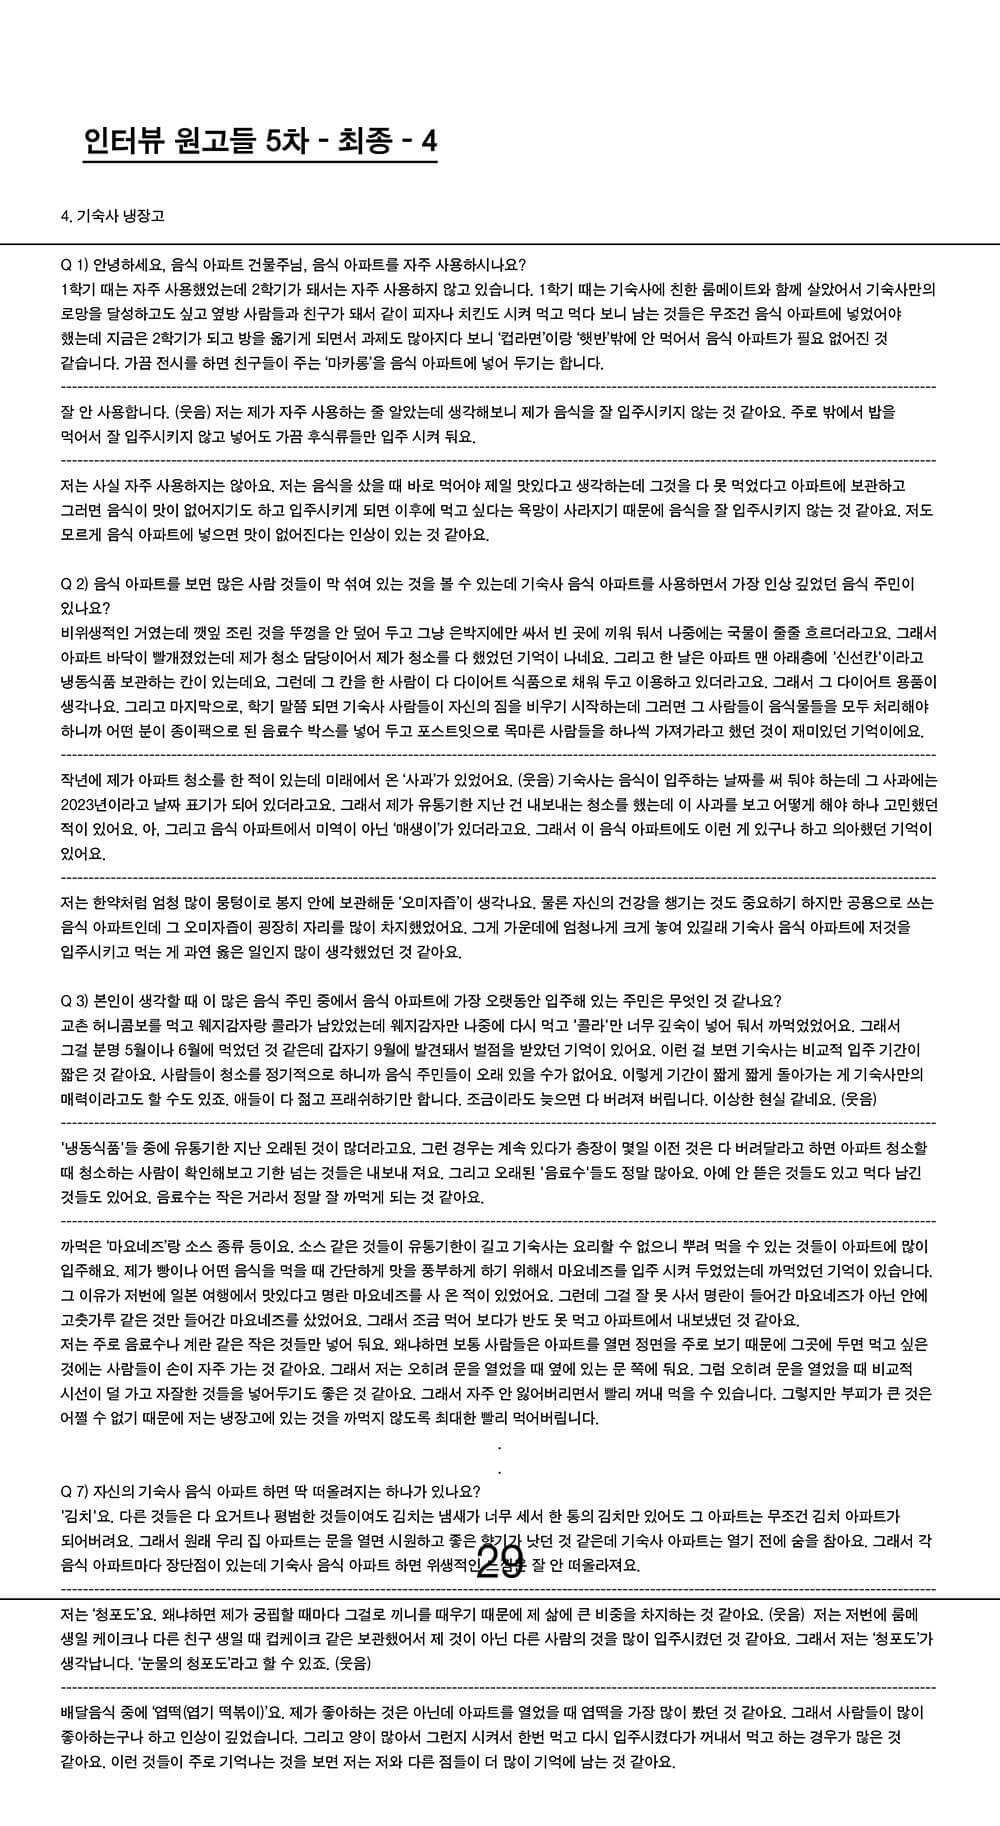 인터뷰 원고들 5차 - 최종 - 4
4. 기숙사 냉장고
Q 1) 안녕하세요, 음식 아파트 건물주님, 음식 아파트를 자주 사용하시나요?
1학기 때는 자주 사용했었는데 2학기가 돼서는 자주 사용하지 않고 있습니다. 1학기 때는 기숙사에 친한 룸메이트와 함께 살았어서 기숙사만의
로망을 달성하고도 싶고 옆방 사람들과 친구가 돼서 같이 피자나 치킨도 시켜 먹고 먹다 보니 남는 것들은 무조건 음식 아파트에 넣었어야
했는데 지금은 2학기가 되고 방을 옮기게 되면서 과제도 많아지다 보니 ‘컵라면’이랑 ‘햇반’밖에 안 먹어서 음식 아파트가 필요 없어진 것
같습니다. 가끔 전시를 하면 친구들이 주는 ‘마카롱’을 음식 아파트에 넣어 두기는 합니다.
잘 안 사용합니다. (웃음) 저는 제가 자주 사용하는 줄 알았는데 생각해보니 제가 음식을 잘 입주시키지 않는 것 같아요. 주로 밖에서 밥을
먹어서 잘 입주시키지 않고 넣어도 가끔 후식류들만 입주 시켜 둬요.
저는 사실 자주 사용하지는 않아요. 저는 음식을 샀을 때 바로 먹어야 제일 맛있다고 생각하는데 그것을 다 못 먹었다고 아파트에 보관하고
그러면 음식이 맛이 없어지기도 하고 입주시키게 되면 이후에 먹고 싶다는 욕망이 사라지기 때문에 음식을 잘 입주시키지 않는 것 같아요. 저도
모르게 음식 아파트에 넣으면 맛이 없어진다는 인상이 있는 것 같아요.
Q 2) 음식 아파트를 보면 많은 사람 것들이 막 섞여 있는 것을 볼 수 있는데 기숙사 음식 아파트를 사용하면서 가장 인상 깊었던 음식 주민이
있나요?
비위생적인 거였는데 깻잎 조린 것을 뚜껑을 안 덮어 두고 그냥 은박지에만 싸서 빈 곳에 끼워 둬서 나중에는 국물이 줄줄 흐르더라고요. 그래서
아파트 바닥이 빨개졌었는데 제가 청소 담당이어서 제가 청소를 다 했었던 기억이 나네요. 그리고 한 날은 아파트 맨 아래층에 '신선칸'이라고
냉동식품 보관하는 칸이 있는데요, 그런데 그 칸을 한 사람이 다 다이어트 식품으로 채워 두고 이용하고 있더라고요. 그래서 그 다이어트 용품이
생각나요. 그리고 마지막으로, 학기 말쯤 되면 기숙사 사람들이 자신의 짐을 비우기 시작하는데 그러면 그 사람들이 음식물들을 모두 처리해야
하니까 어떤 분이 종이팩으로 된 음료수 박스를 넣어 두고 포스트잇으로 목마른 사람들을 하나씩 가져가라고 했던 것이 재미있던 기억이에요.
작년에 제가 아파트 청소를 한 적이 있는데 미래에서 온 ‘사과’가 있었어요. (웃음) 기숙사는 음식이 입주하는 날짜를 써 둬야 하는데 그 사과에는
2023년이라고 날짜 표기가 되어 있더라고요. 그래서 제가 유통기한 지난 건 내보내는 청소를 했는데 이 사과를 보고 어떻게 해야 하나 고민했던
적이 있어요. 아, 그리고 음식 아파트에서 미역이 아닌 ‘매생이’가 있더라고요. 그래서 이 음식 아파트에도 이런 게 있구나 하고 의아했던 기억이
있어요.
저는 한약처럼 엄청 많이 뭉텅이로 봉지 안에 보관해둔 ‘오미자즙’이 생각나요. 물론 자신의 건강을 챙기는 것도 중요하기 하지만 공용으로 쓰는
음식 아파트인데 그 오미자즙이 굉장히 자리를 많이 차지했었어요. 그게 가운데에 엄청나게 크게 놓여 있길래 기숙사 음식 아파트에 저것을
입주시키고 먹는 게 과연 옳은 일인지 많이 생각했었던 것 같아요.
Q 3) 본인이 생각할 때 이 많은 음식 주민 중에서 음식 아파트에 가장 오랫동안 입주해 있는 주민은 무엇인 것 같나요?
교촌 허니콤보를 먹고 웨지감자랑 콜라가 남았었는데 웨지감자만 나중에 다시 먹고 '콜라'만 너무 깊숙이 넣어 둬서 까먹었었어요. 그래서
그걸 분명 5월이나 6월에 먹었던 것 같은데 갑자기 9월에 발견돼서 벌점을 받았던 기억이 있어요. 이런 걸 보면 기숙사는 비교적 입주 기간이
짧은 것 같아요. 사람들이 청소를 정기적으로 하니까 음식 주민들이 오래 있을 수가 없어요. 이렇게 기간이 짧게 짧게 돌아가는 게 기숙사만의
매력이라고도 할 수도 있죠. 애들이 다 젊고 프래쉬하기만 합니다. 조금이라도 늦으면 다 버려져 버립니다. 이상한 현실 같네요. (웃음)
'냉동식품'들 중에 유통기한 지난 오래된 것이 많더라고요. 그런 경우는 계속 있다가 층장이 몇일 이전 것은 다 버려달라고 하면 아파트 청소할
때 청소하는 사람이 확인해보고 기한 넘는 것들은 내보내 져요. 그리고 오래된 '음료수'들도 정말 많아요. 아예 안 뜯은 것들도 있고 먹다 남긴
것들도 있어요. 음료수는 작은 거라서 정말 잘 까먹게 되는 것 같아요.
까먹은 ‘마요네즈’랑 소스 종류 등이요. 소스 같은 것들이 유통기한이 길고 기숙사는 요리할 수 없으니 뿌려 먹을 수 있는 것들이 아파트에 많이
입주해요. 제가 빵이나 어떤 음식을 먹을 때 간단하게 맛을 풍부하게 하기 위해서 마요네즈를 입주 시켜 두었었는데 까먹었던 기억이 있습니다.
그 이유가 저번에 일본 여행에서 맛있다고 명란 마요네즈를 사 온 적이 있었어요. 그런데 그걸 잘 못 사서 명란이 들어간 마요네즈가 아닌 안에
고춧가루 같은 것만 들어간 마요네즈를 샀었어요. 그래서 조금 먹어 보다가 반도 못 먹고 아파트에서 내보냈던 것 같아요.
저는 주로 음료수나 계란 같은 작은 것들만 넣어 둬요. 왜냐하면 보통 사람들은 아파트를 열면 정면을 주로 보기 때문에 그곳에 두면 먹고 싶은
것에는 사람들이 손이 자주 가는 것 같아요. 그래서 저는 오히려 문을 열었을 때 옆에 있는 문 쪽에 둬요. 그럼 오히려 문을 열었을 때 비교적
시선이 덜 가고 자잘한 것들을 넣어두기도 좋은 것 같아요. 그래서 자주 안 잃어버리면서 빨리 꺼내 먹을 수 있습니다. 그렇지만 부피가 큰 것은
어쩔 수 없기 때문에 저는 냉장고에 있는 것을 까먹지 않도록 최대한 빨리 먹어버립니다.
.
.
Q 7) 자신의 기숙사 음식 아파트 하면 딱 떠올려지는 하나가 있나요?
'김치'요. 다른 것들은 다 요거트나 평범한 것들이여도 김치는 냄새가 너무 세서 한 통의 김치만 있어도 그 아파트는 무조건 김치 아파트가
되어버려요. 그래서 원래 우리 집 아파트는 문을 열면 시원하고 좋은 향기가 낫던 것 같은데 기숙사 아파트는 열기 전에 숨을 참아요. 그래서 각
음식 아파트마다 장단점이 있는데 기숙사 음식 아파트 하면 위생적인 잘 안 떠올라져요.
29
저는 ‘청포도’요. 왜냐하면 제가 궁핍할 때마다 그걸로 끼니를 때우기 때문에 제 삶에 큰 비중을 차지하는 것 같아요. (웃음) 저는 저번에 룸메
생일 케이크나 다른 친구 생일 때 컵케이크 같은 보관했어서 제 것이 아닌 다른 사람의 것을 많이 입주시켰던 것 같아요. 그래서 저는 ‘청포도’가
생각납니다. ‘눈물의 청포도’라고 할 수 있죠. (웃음)
배달음식 중에 ‘엽떡(엽기 떡볶이)’요. 제가 좋아하는 것은 아닌데 아파트를 열었을 때 엽떡을 가장 많이 봤던 것 같아요. 그래서 사람들이 많이
좋아하는구나 하고 인상이 깊었습니다. 그리고 양이 많아서 그런지 시켜서 한번 먹고 다시 입주시켰다가 꺼내서 먹고 하는 경우가 많은 것
같아요. 이런 것들이 주로 기억나는 것을 보면 저는 저와 다른 점들이 더 많이 기억에 남는 것 같아요.